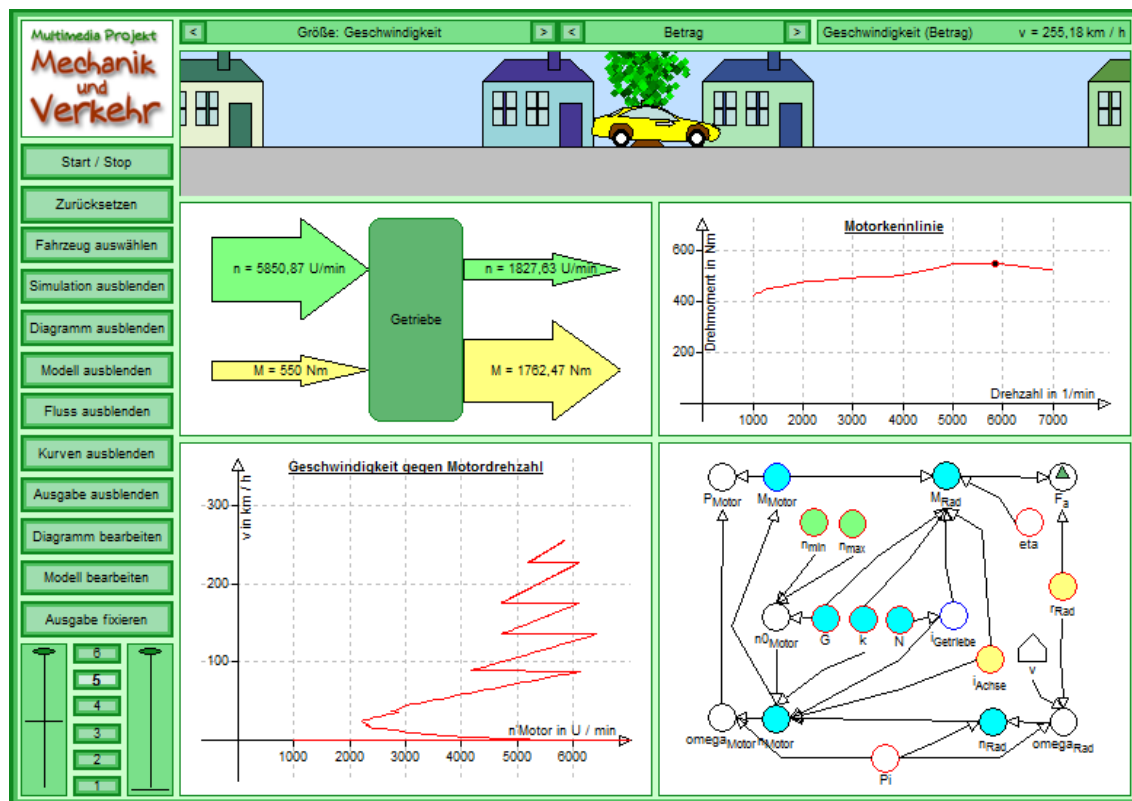 Multimedia Projekt
Mechanik
und
Verkehr
< Größe: Geschwindigkeit > < Betrag > Geschwindigkeit (Betrag) v = 255,18 km / h
Start / Stop
Zurücksetzen
Fahrzeug auswählen
Simulation ausblenden
Diagramm ausblenden
Modell ausblenden
Fluss ausblenden
Kurven ausblenden
Ausgabe ausblenden
Diagramm bearbeiten
Modell bearbeiten
Ausgabe fixieren
6
5
4
3
2
1
n = 5850,87 U/min
n = 1827,63 U/min
Getriebe
M = 550 Nm
M = 1762,47 Nm
Motorkennlinie
Drehmoment in Nm
600
400
200
Drehzahl in 1/min
1000 2000 3000 4000 5000 6000 7000
Geschwindigkeit gegen Motordrehzahl
v in km / h
300
200
100
n Motor in U / min
1000 2000 3000 4000 5000 6000
PMotor MMotor MRad Fa
nmin nmax eta
rRad
n0Motor G k N iGetriebe
v
iAchse
omegaMotor nMotor nRad omegaRad
Pi